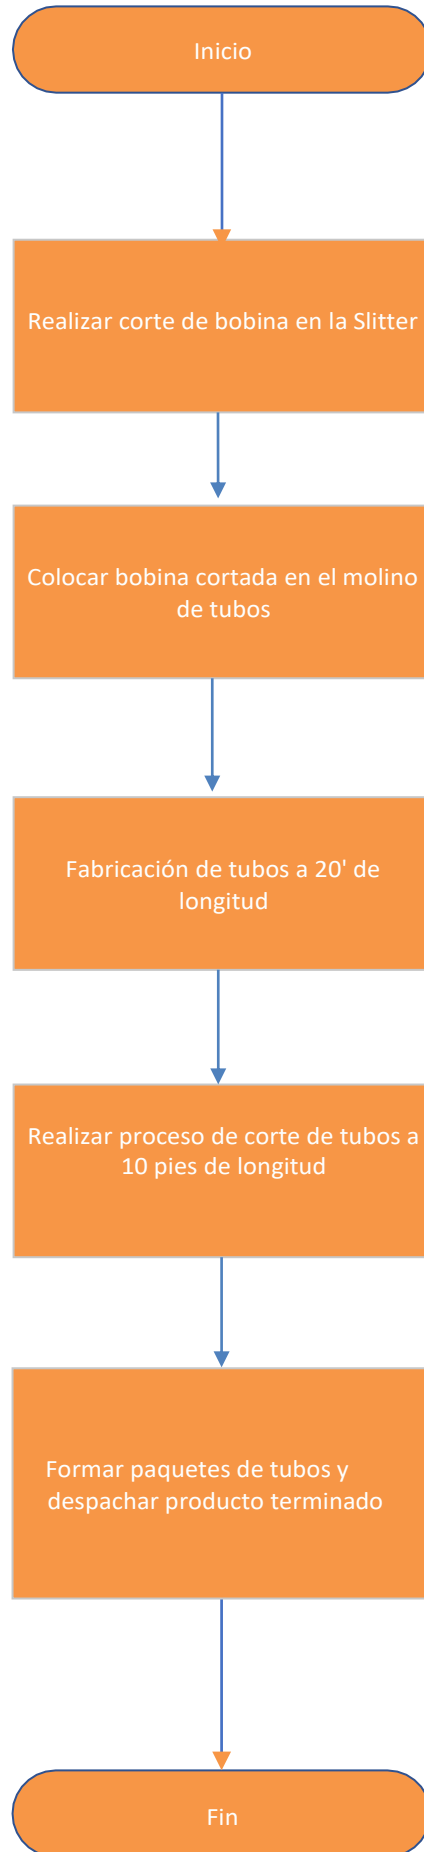 Inicio
Realizar corte de bobina en la Slitter
Colocar bobina cortada en el molino
de tubos
Fabricación de tubos a 20' de
longitud
Realizar proceso de corte de tubos a
10 pies de longitud
Formar paquetes de tubos y
despachar producto terminado
Fin